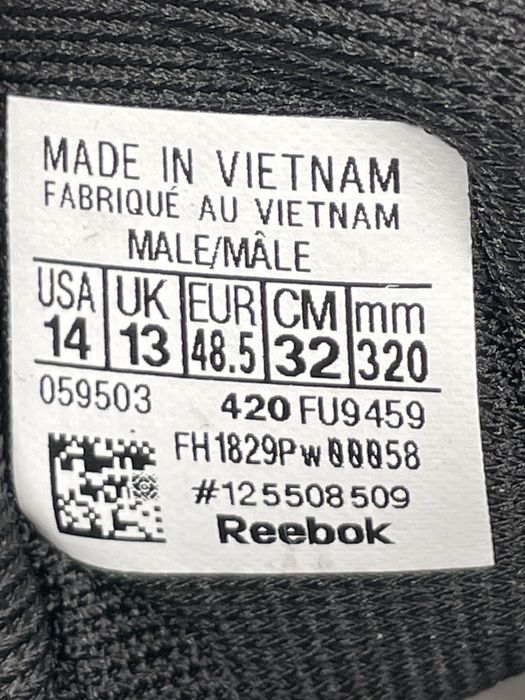 MADE IN VIETNAM
FABRIQUÉ AU VIETNAM
MALE/MÂLE
USA UK EUR CM mm
14 13 48.5 32 320
059503 420 FU9459
FH1829Pw00058
#125508509
Reebok